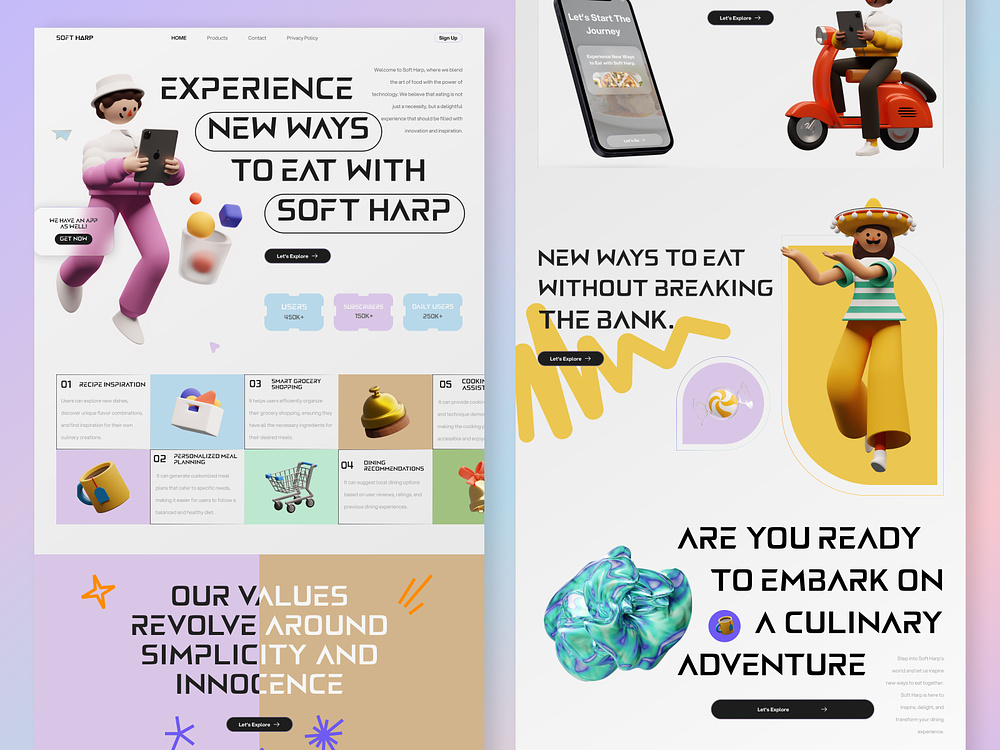 SOFT HARP
HOME
Products
Contact
Privacy Policy
Sign Up
Welcome to Soft Harp, where we blend
the art of food with the power of
technology. We believe that eating is not
just a necessity, but a delightful
experience that should be filled with
innovation and inspiration.
EXPERIENCE
NEW WAYS
TO EAT WITH
SOFT HARP
WE HAVE AN APP
AS WELL!
GET NOW
Let's Explore
USERS
450K+
SUBSCRIBERS
150K+
DAILY USERS
250K+
01 RECIPE INSPIRATION
Users can explore new dishes,
discover unique flavor combinations,
and find inspiration for their own
culinary creations.
03 SMART GROCERY
SHOPPING
It helps users efficiently organize
their grocery shopping, ensuring they
have all the necessary ingredients for
their desired meals.
05 COOKIN
ASSIST
It can provide cookin
and technique demo
making the cooking p
accessible and enjoy
02 PERSONALIZED MEAL
PLANNING
It can generate customized meal
plans that cater to specific needs,
making it easier for users to follow a
balanced and healthy diet.
04 DINING
RECOMMENDATIONS
It can suggest local dining options
based on user reviews, ratings, and
previous dining experiences.
OUR VALUES
REVOLVE AROUND
SIMPLICITY AND
INNOCENCE
Let's Explore
Let's Start The
Journey
Experience New Ways
to Eat with Soft Harp.
Let's Go
Let's Explore
NEW WAYS TO EAT
WITHOUT BREAKING
THE BANK.
Let's Explore
ARE YOU READY
TO EMBARK ON
A CULINARY
ADVENTURE
Step into Soft Harp's
world and let us inspire
new ways to eat together.
Soft Harp is here to
inspire, delight, and
transform your dining
experience.
Let's Explore